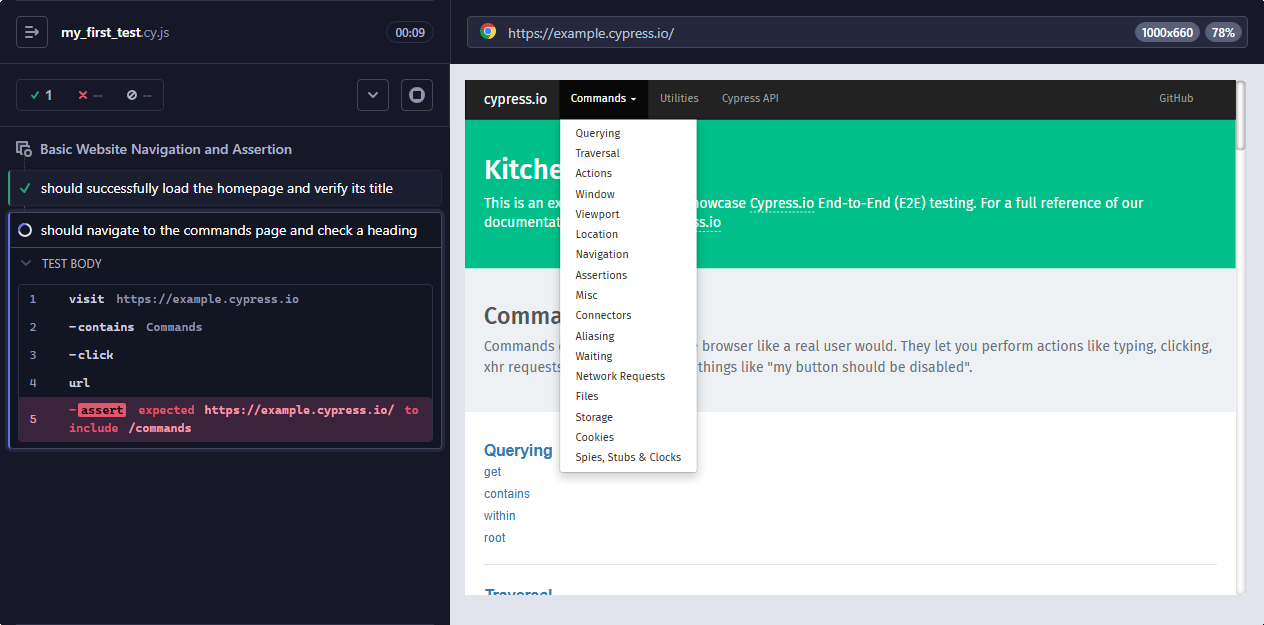 my_first_test.cy.js
00:09
1 -- --
Basic Website Navigation and Assertion
should successfully load the homepage and verify its title
should navigate to the commands page and check a heading
TEST BODY
1 visit https://example.cypress.io
2 -contains Commands
3 -click
4 url
5 -assert expected https://example.cypress.io/ to
include /commands
https://example.cypress.io/
1000x660 78%
cypress.io Commands Utilities Cypress API GitHub
Querying
Traversal
Actions
Window
Viewport
Location
Navigation
Assertions
Misc
Connectors
Aliasing
Waiting
Network Requests
Files
Storage
Cookies
Spies, Stubs & Clocks
Kitche
This is an ex owcase Cypress.io End-to-End (E2E) testing. For a full reference of our
documentat ss.io
Comma
Commands browser like a real user would. They let you perform actions like typing, clicking,
xhr requests things like "my button should be disabled".
Querying
get
contains
within
root
Traversal